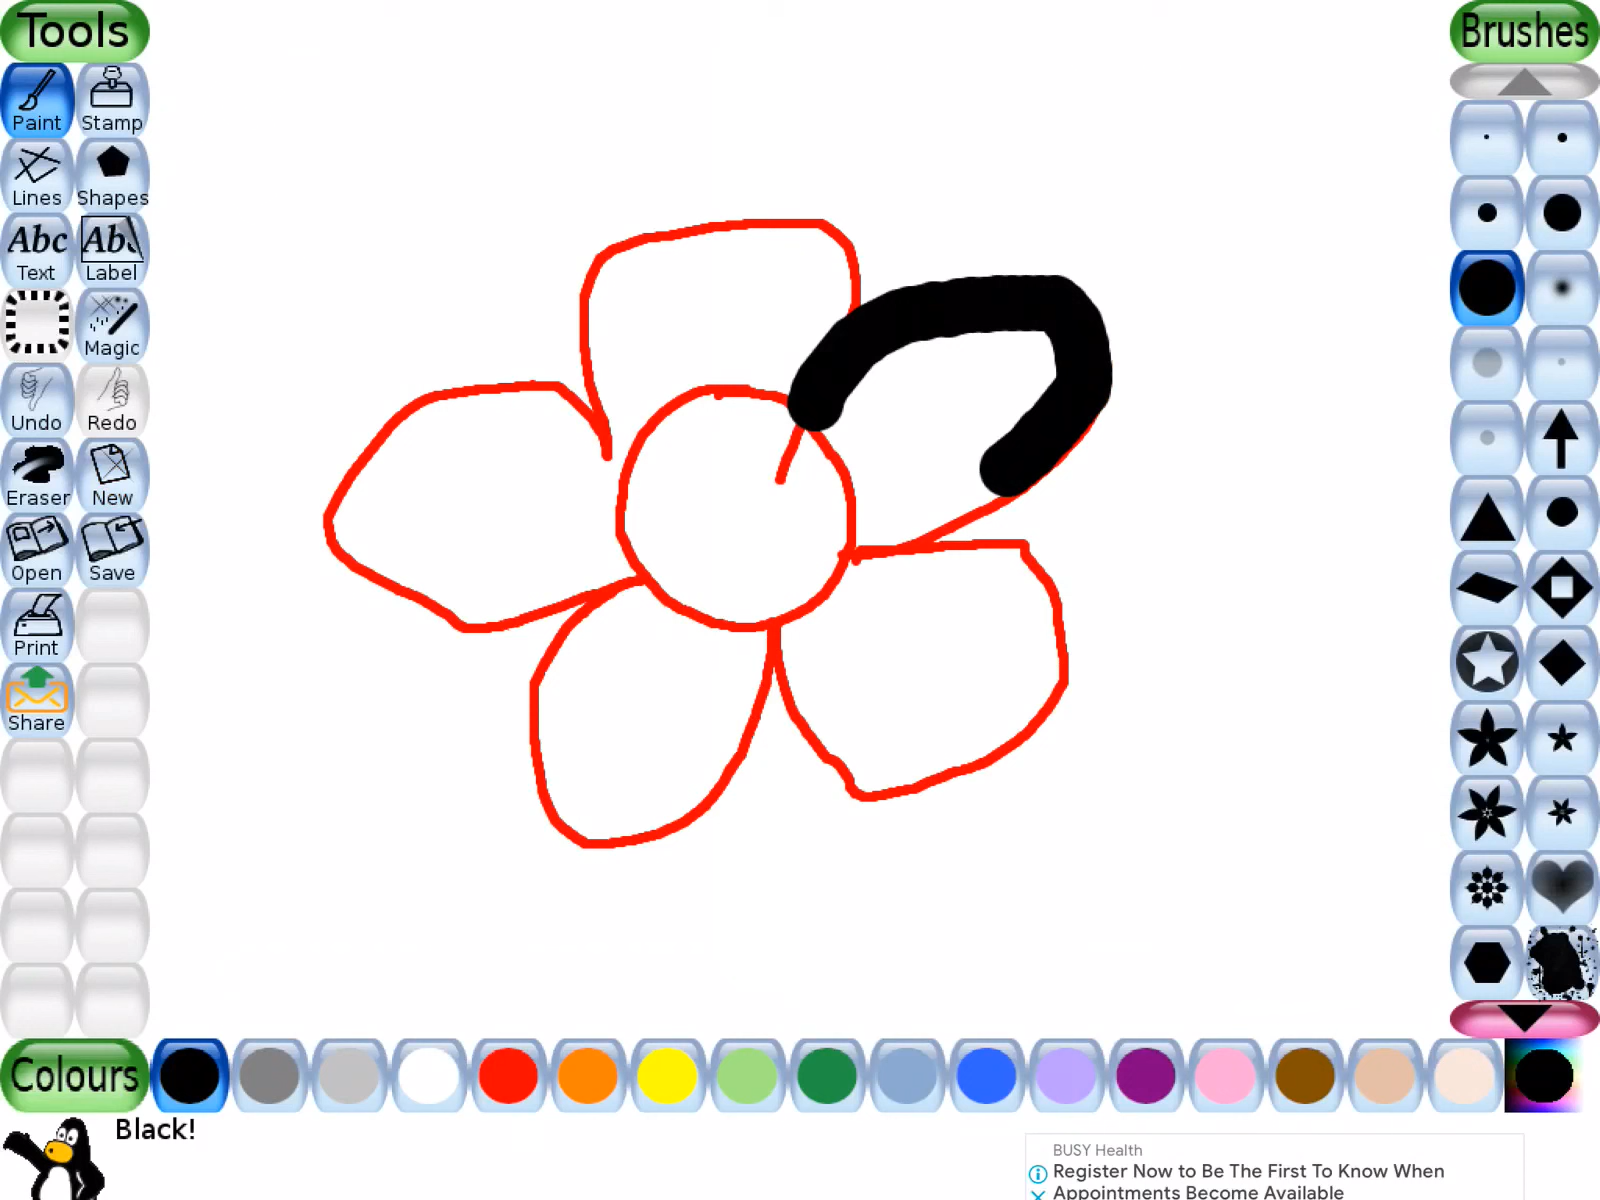 Tools
Brushes
Paint
Stamp
Lines
Shapes
Abc
Abc
Text
Label
Magic
Undo
Redo
Eraser
New
Open
Save
Print
Share
Colours
Black!
BUSY Health
Register Now to Be The First To Know When
Appointments Become Available